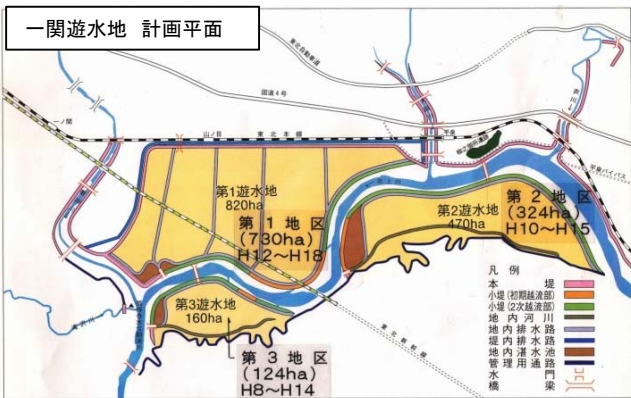 一関遊水地 計画平面
東北自動車道
国道4号
一ノ関
山ノ目
東北本線
平泉
衣川
平泉バイパス
第1遊水地
820ha
第1地区
(730ha)
H12～H18
第2地区
(324ha)
H10～H15
第2遊水地
470ha
第3遊水地
160ha
東北新幹線
第3地区
(124ha)
H8～H14
凡例
本堤
小堤(初期越流部)
小堤(2次越流部)
地内河川
地内排水路
堤内排水路
地内湛水池
管理用通路
水門
橋梁